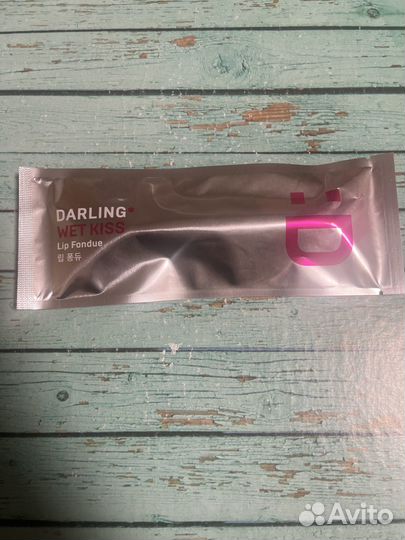 DARLING*
WET KISS
Lip Fondue
립 퐁듀
Avito